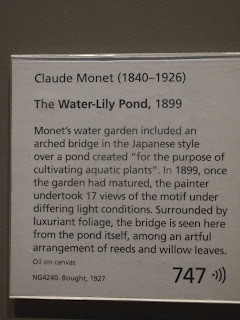 Claude Monet (1840–1926)
The Water-Lily Pond, 1899
Monet's water garden included an
arched bridge in the Japanese style
over a pond created "for the purpose of
cultivating aquatic plants". In 1899, once
the garden had matured, the painter
undertook 17 views of the motif under
differing light conditions. Surrounded by
luxuriant foliage, the bridge is seen here
from the pond itself, among an artful
arrangement of reeds and willow leaves.
Oil on canvas
NG4240. Bought, 1927
747